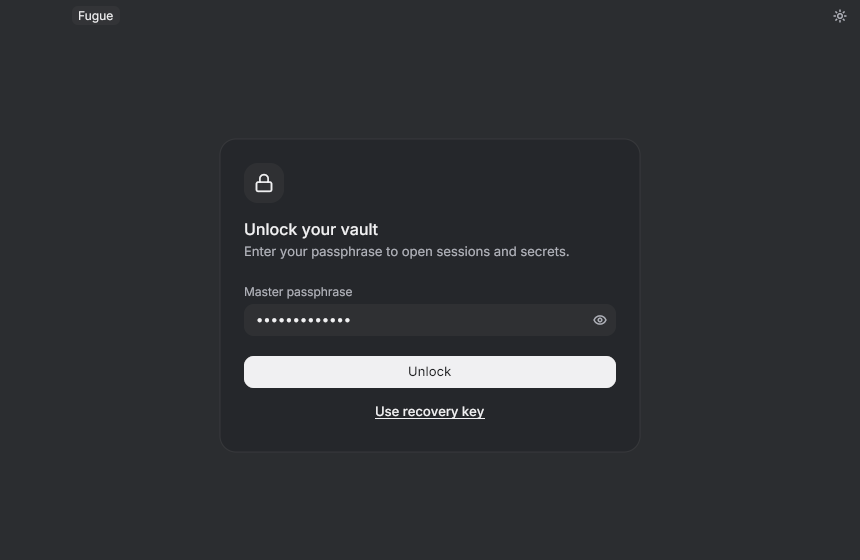 Fugue
Unlock your vault
Enter your passphrase to open sessions and secrets.
Master passphrase
•••••••••••••
Unlock
Use recovery key